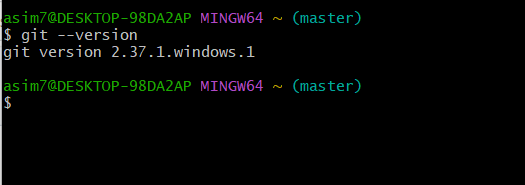 asim7@DESKTOP-98DA2AP MINGW64 ~ (master)
$ git --version
git version 2.37.1.windows.1
asim7@DESKTOP-98DA2AP MINGW64 ~ (master)
$